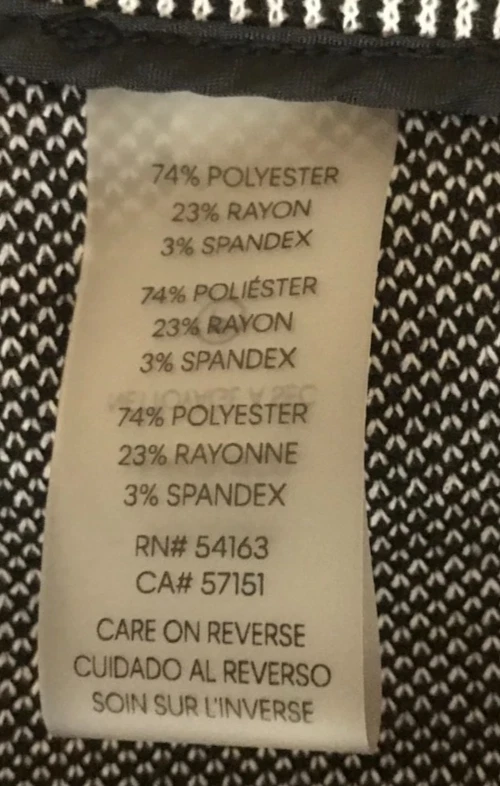 74% POLYESTER
23% RAYON
3% SPANDEX
74% POLIÉSTER
23% RAYON
3% SPANDEX
74% POLYESTER
23% RAYONNE
3% SPANDEX
RN# 54163
CA# 57151
CARE ON REVERSE
CUIDADO AL REVERSO
SOIN SUR L'INVERSE